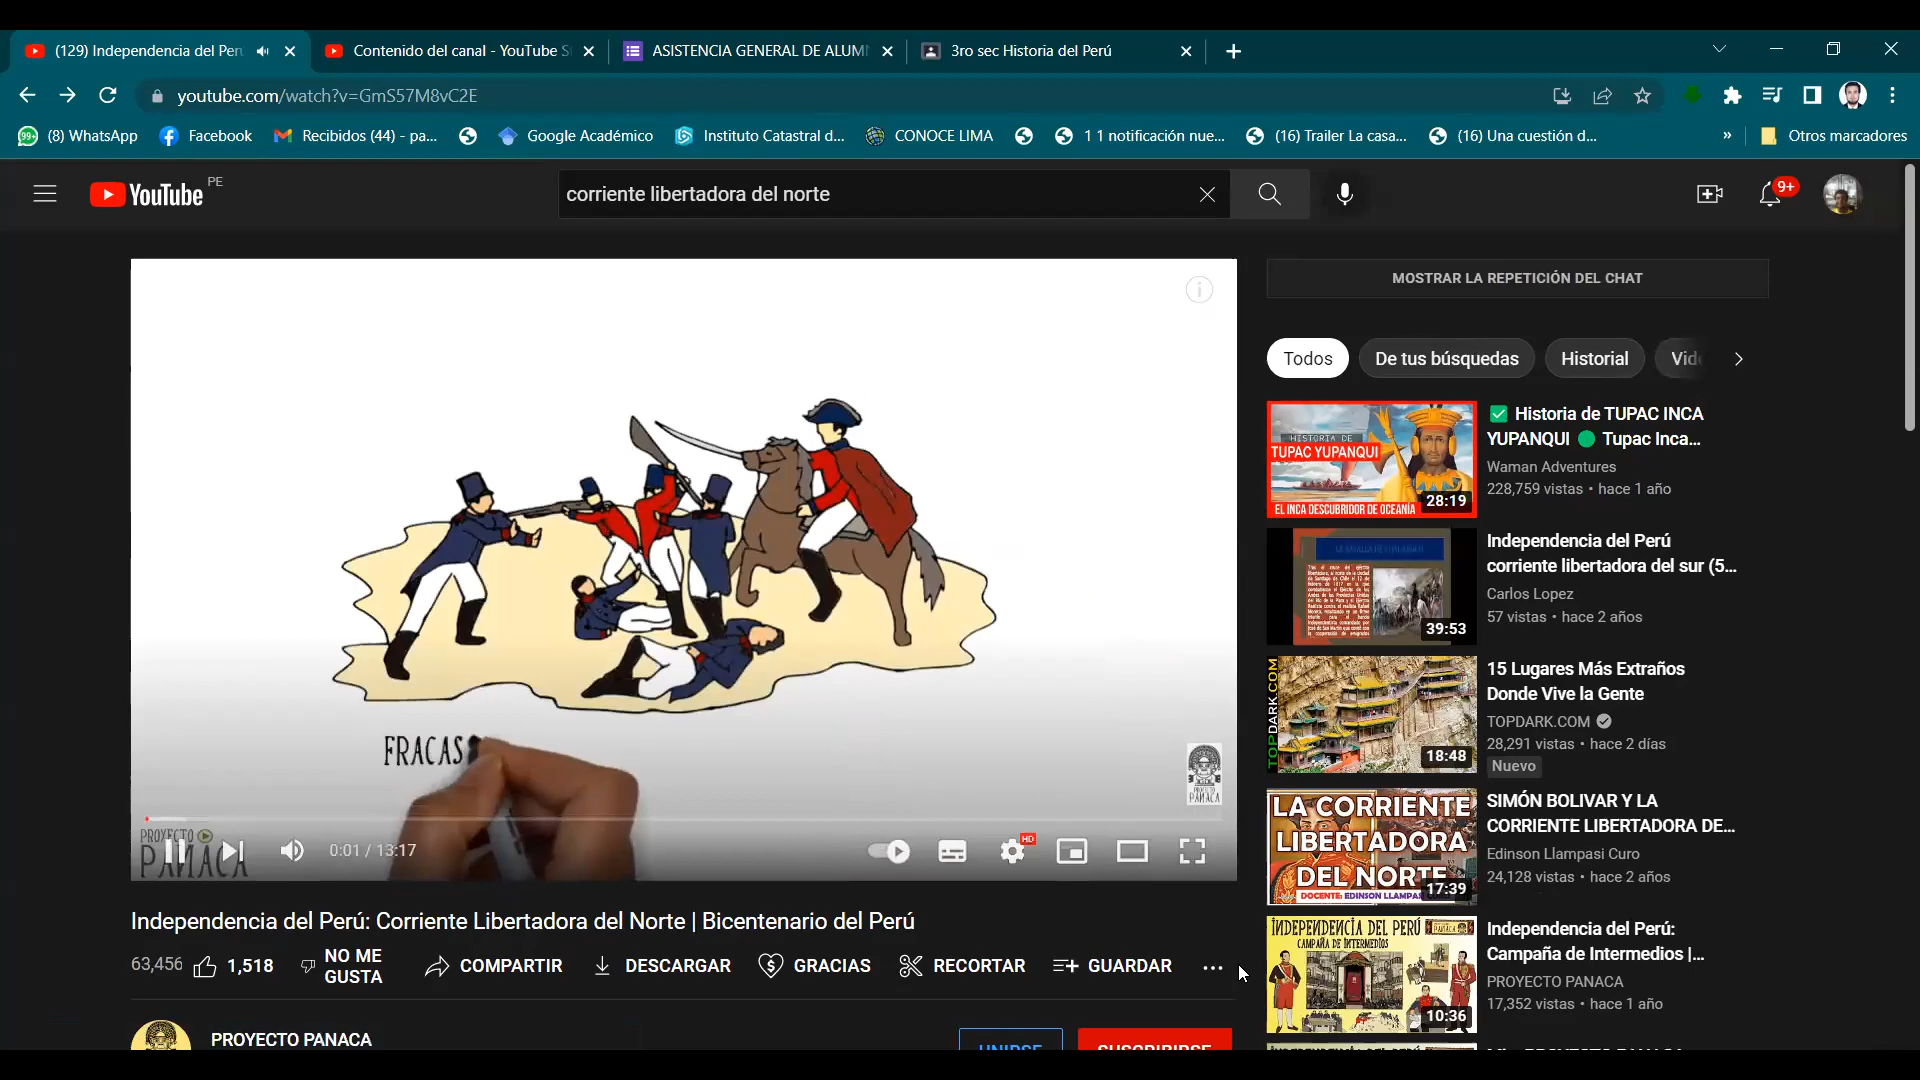 (129) Independencia del Peru
Contenido del canal - YouTube S
ASISTENCIA GENERAL DE ALUM
3ro sec Historia del Perú
youtube.com/watch?v=GmS57M8vC2E
(8) WhatsApp
Facebook
Recibidos (44) - pa...
Google Académico
Instituto Catastral d...
CONOCE LIMA
1 1 notificación nue...
(16) Trailer La casa...
(16) Una cuestión d...
»
Otros marcadores
YouTube PE
corriente libertadora del norte
9+
MOSTRAR LA REPETICIÓN DEL CHAT
Todos
De tus búsquedas
Historial
Vide
FRACAS
PROYECTO
PANACA
PROYECTO
PANACA
0:01 / 13:17
HD
Independencia del Perú: Corriente Libertadora del Norte | Bicentenario del Perú
63,456
1,518
NO ME
GUSTA
COMPARTIR
DESCARGAR
GRACIAS
RECORTAR
GUARDAR
PROYECTO PANACA
UNIRSE
SUSCRIBIRSE
HISTORIA DE
TUPAC YUPANQUI
EL INCA DESCUBRIDOR DE OCEANÍA
28:19
Historia de TUPAC INCA
YUPANQUI Tupac Inca...
Waman Adventures
228,759 vistas • hace 1 año
39:53
Independencia del Perú
corriente libertadora del sur (5...
Carlos Lopez
57 vistas • hace 2 años
TOPDARK.COM
18:48
15 Lugares Más Extraños
Donde Vive la Gente
TOPDARK.COM
28,291 vistas • hace 2 días
Nuevo
LA CORRIENTE
LIBERTADORA
DEL NORTE
DOCENTE: EDINSON LLAMPAS
17:39
SIMÓN BOLIVAR Y LA
CORRIENTE LIBERTADORA DE...
Edinson Llampasi Curo
24,128 vistas • hace 2 años
INDEPENDENCIA DEL PERÚ
CAMPAÑA DE INTERMEDIOS
10:36
Independencia del Perú:
Campaña de Intermedios |...
PROYECTO PANACA
17,352 vistas • hace 1 año